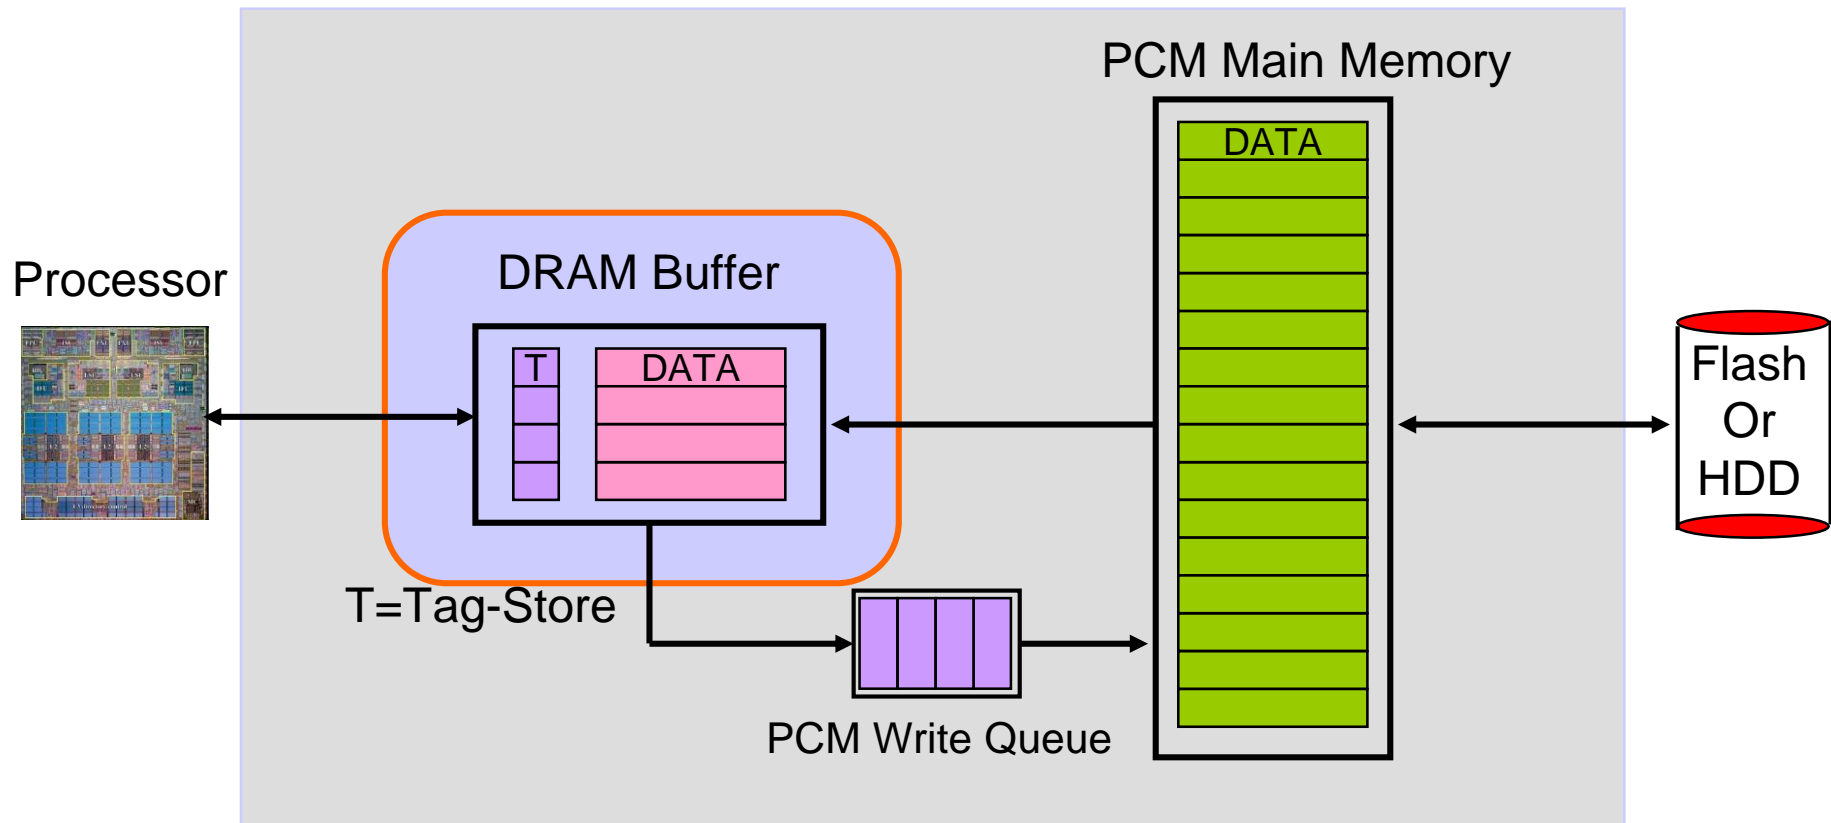 PCM Main Memory
DATA
DRAM Buffer
Processor
T
DATA
Flash
Or
HDD
T=Tag-Store
PCM Write Queue